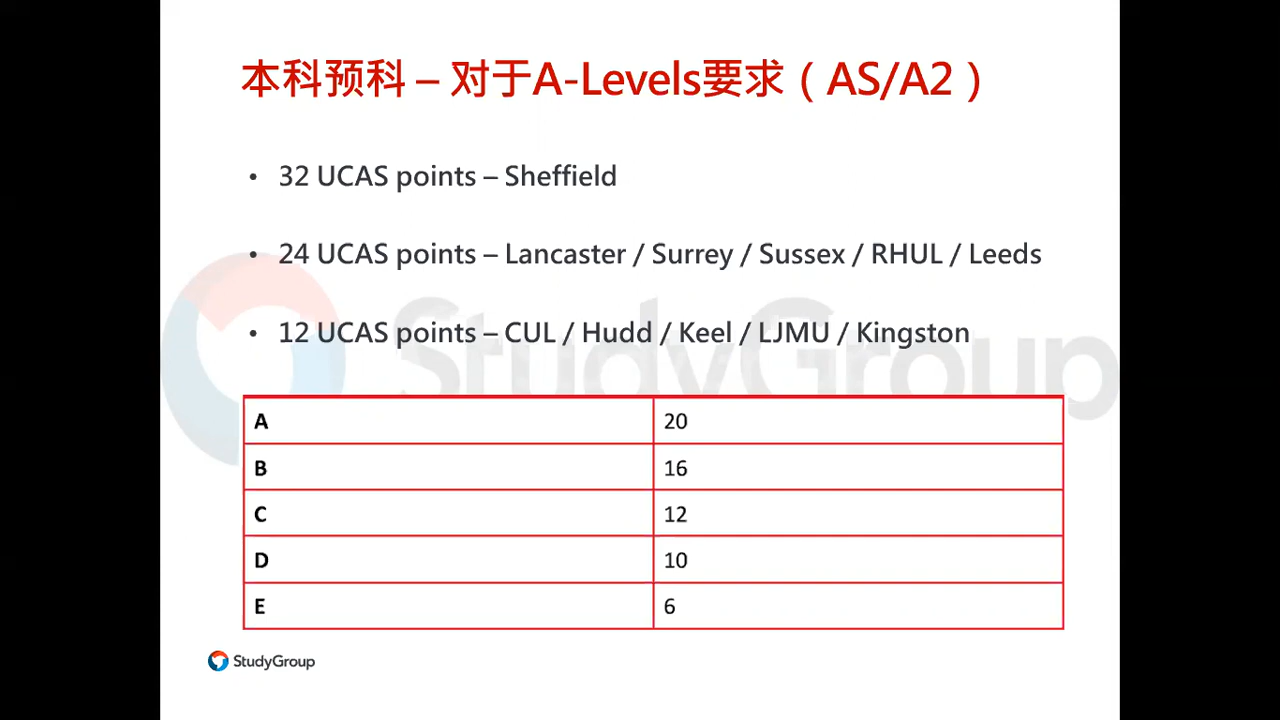 本科预科 – 对于A-Levels要求（AS/A2）
• 32 UCAS points – Sheffield
• 24 UCAS points – Lancaster / Surrey / Sussex / RHUL / Leeds
• 12 UCAS points – CUL / Hudd / Keel / LJMU / Kingston
StudyGroup
A 20
B 16
C 12
D 10
E 6
StudyGroup